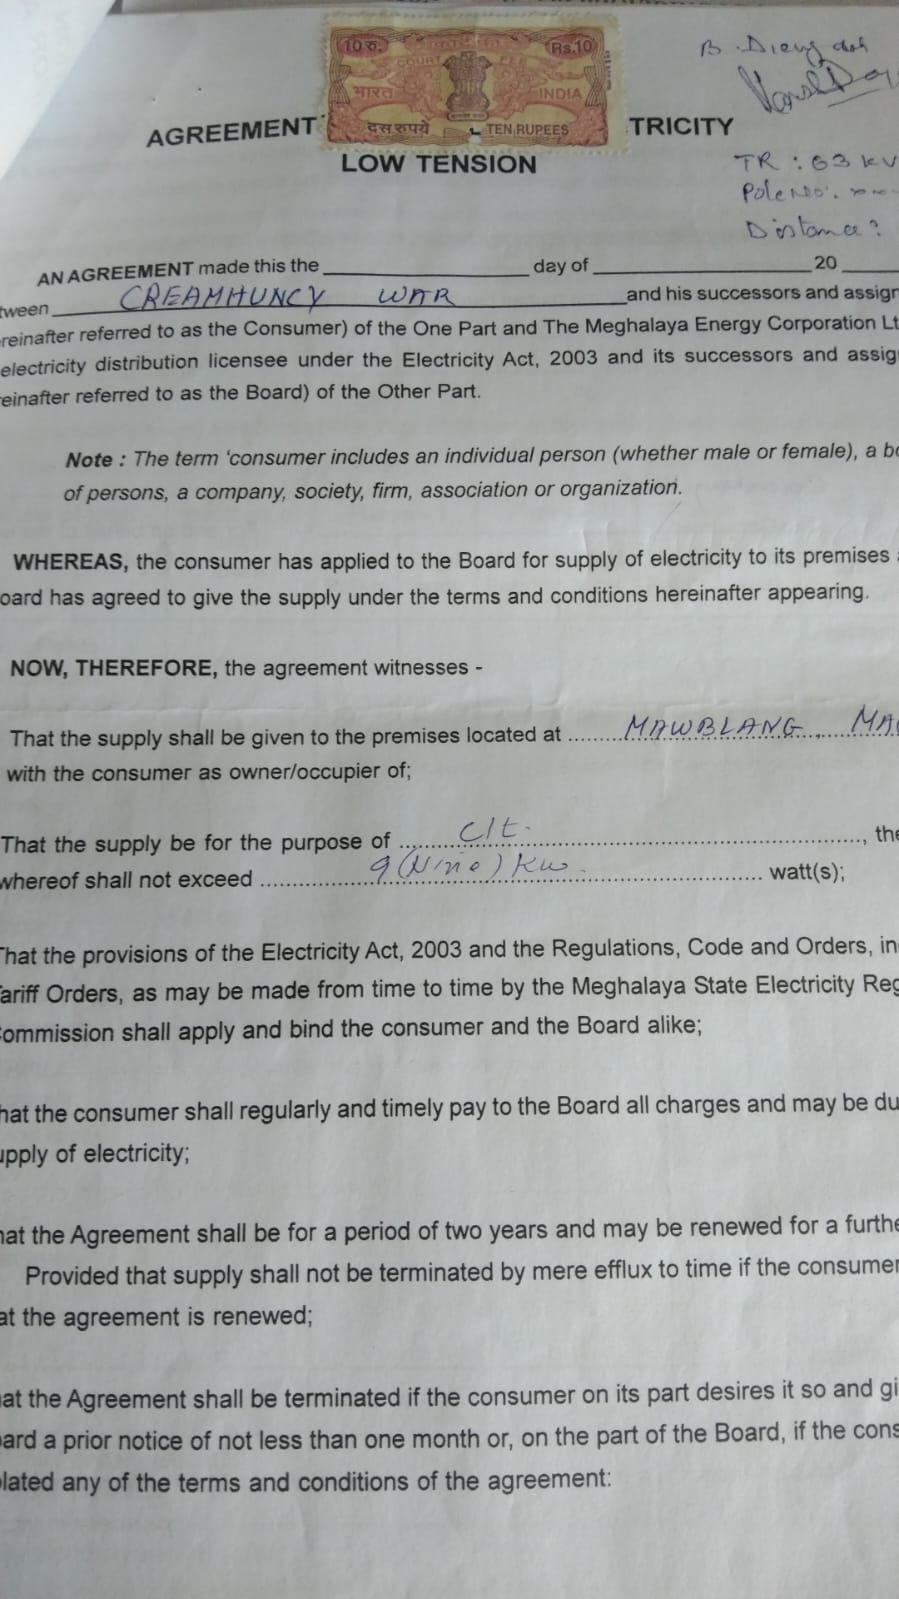 10 रु. Rs.10
COURT FEE
भारत INDIA
दस रुपये TEN RUPEES
B. Diengdoh
AGREEMENT TRICITY
LOW TENSION
TR : 63 KV
Pole No.
Distance ?
AN AGREEMENT made this the ______ day of ______ 20 ____
tween CREAMHUNCY WAR and his successors and assign
reinafter referred to as the Consumer) of the One Part and The Meghalaya Energy Corporation Lt
electricity distribution licensee under the Electricity Act, 2003 and its successors and assig
einafter referred to as the Board) of the Other Part.
Note : The term ‘consumer includes an individual person (whether male or female), a bo
of persons, a company, society, firm, association or organization.
WHEREAS, the consumer has applied to the Board for supply of electricity to its premises
oard has agreed to give the supply under the terms and conditions hereinafter appearing.
NOW, THEREFORE, the agreement witnesses -
That the supply shall be given to the premises located at ........ MAWBLANG, MA
with the consumer as owner/occupier of;
That the supply be for the purpose of ... C/t. ..., the
whereof shall not exceed ... 9 (Nine) Kw. ... watt(s);
That the provisions of the Electricity Act, 2003 and the Regulations, Code and Orders, in
Tariff Orders, as may be made from time to time by the Meghalaya State Electricity Reg
Commission shall apply and bind the consumer and the Board alike;
hat the consumer shall regularly and timely pay to the Board all charges and may be du
upply of electricity;
hat the Agreement shall be for a period of two years and may be renewed for a furthe
Provided that supply shall not be terminated by mere efflux to time if the consumer
at the agreement is renewed;
at the Agreement shall be terminated if the consumer on its part desires it so and gi
ard a prior notice of not less than one month or, on the part of the Board, if the cons
lated any of the terms and conditions of the agreement: